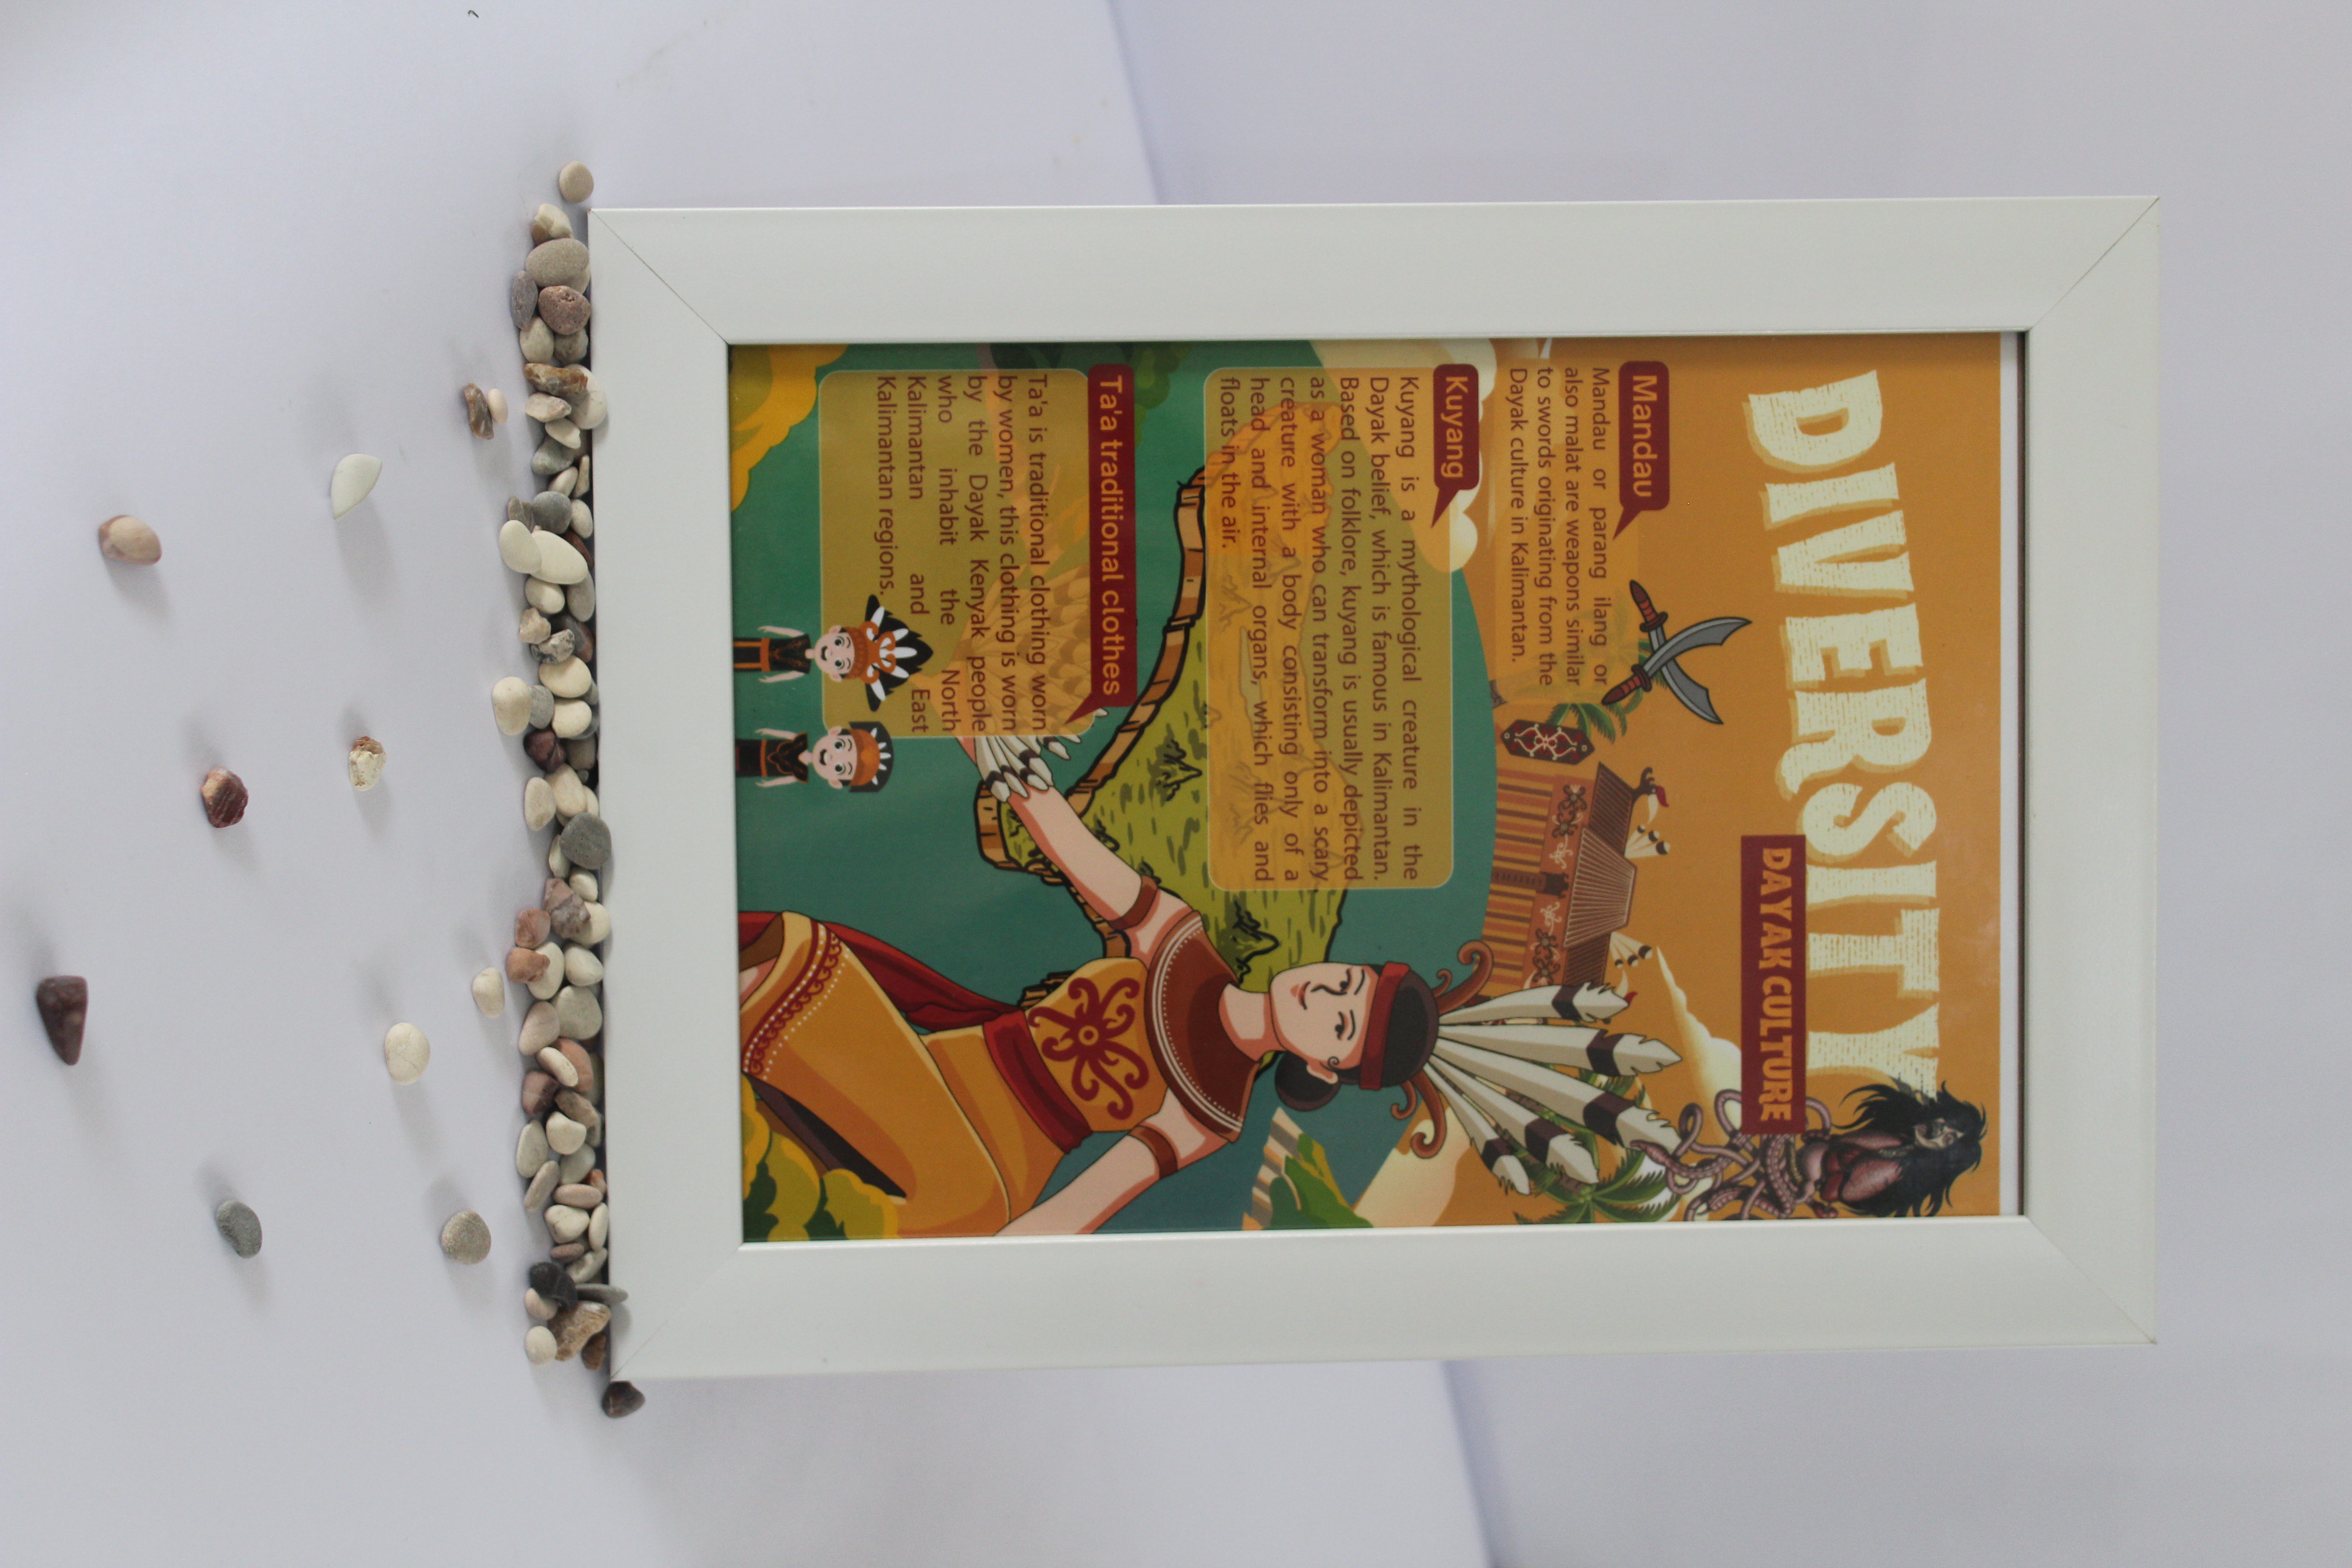 DIVERSITY
DAYAK CULTURE
Mandau
Mandau or parang ilang or
also malat are weapons similar
to swords originating from the
Dayak culture in Kalimantan.
Kuyang
Kuyang is a mythological creature in the
Dayak belief, which is famous in Kalimantan.
Based on folklore, kuyang is usually depicted
as a woman who can transform into a scary
creature with a body consisting only of a
head and internal organs, which flies and
floats in the air.
Ta'a traditional clothes
Ta'a is traditional clothing worn
by women, this clothing is worn
by the Dayak Kenyak people
who inhabit the North
Kalimantan and East
Kalimantan regions.